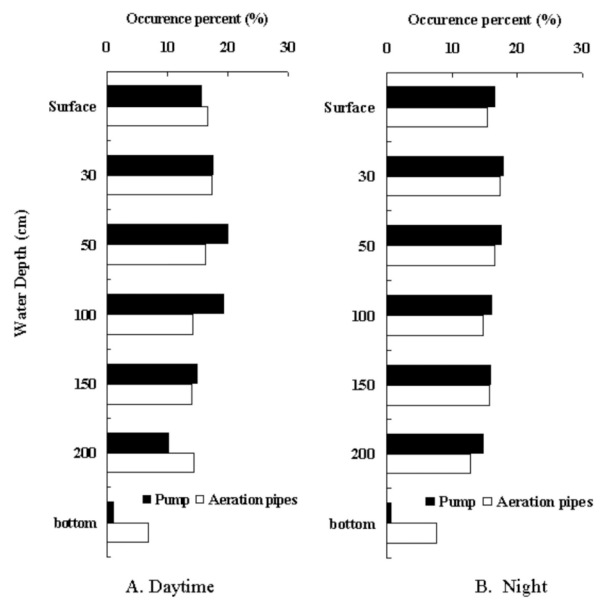 Occurence percent (%)
0 10 20 30
Surface
30
50
100
150
200
bottom
Water Depth (cm)
Pump Aeration pipes
A. Daytime
Occurence percent (%)
0 10 20 30
Surface
30
50
100
150
200
bottom
Pump Aeration pipes
B. Night